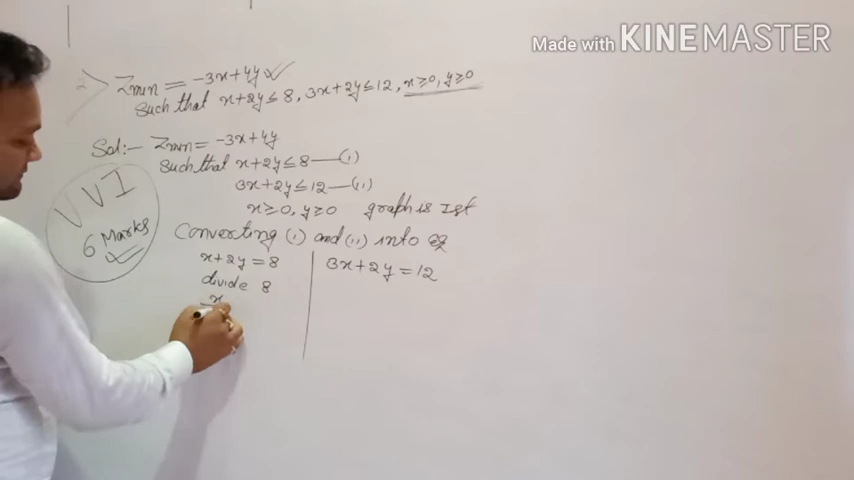 Made with KINEMASTER
2) Zmin = -3x+4y ✓
Such that x+2y≤8, 3x+2y≤12, x≥0, y≥0
Sol:- Zmin = -3x+4y
Such that x+2y≤8 —(i)
3x+2y≤12 —(ii)
x≥0, y≥0 graph is Ist
VVI
6 Marks
Converting (i) and (ii) into eq
x+2y=8
divide 8
x
3x+2y=12